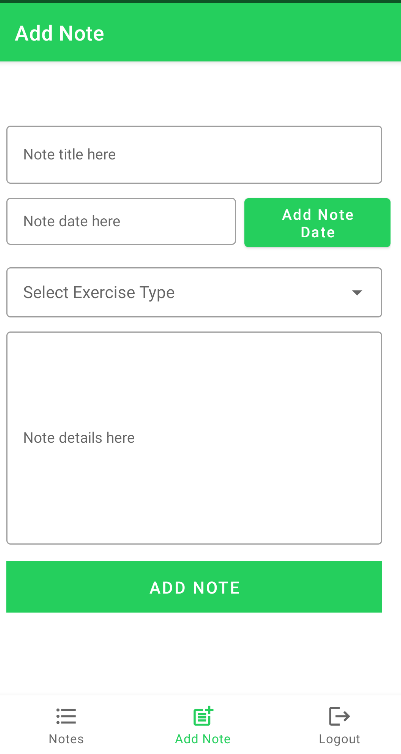 Add Note
Note title here
Note date here
Add Note
Date
Select Exercise Type
Note details here
ADD NOTE
Notes
Add Note
Logout